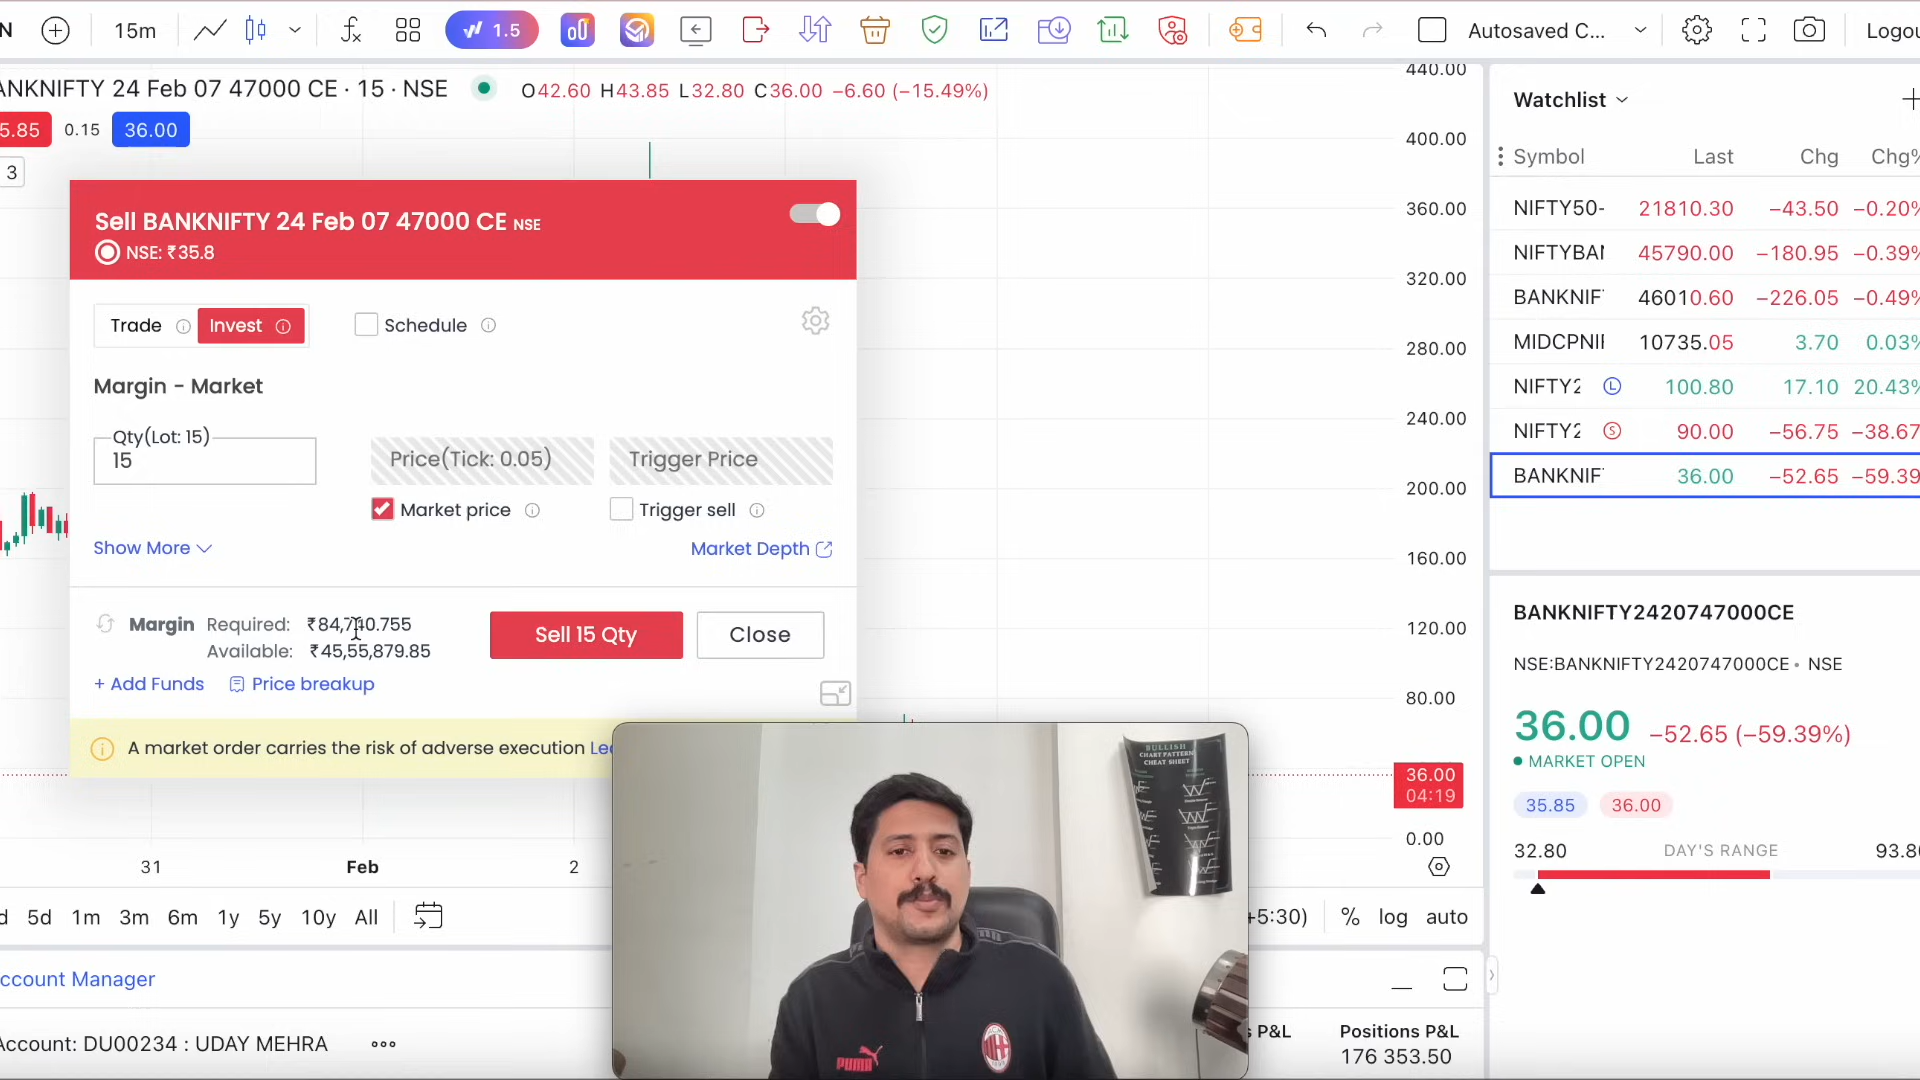 N
15m
1.5
Autosaved C...
Logou
ANKNIFTY 24 Feb 07 47000 CE · 15 · NSE
O42.60 H43.85 L32.80 C36.00 −6.60 (−15.49%)
5.85
0.15
36.00
3
Sell BANKNIFTY 24 Feb 07 47000 CE NSE
NSE: ₹35.8
Trade
Invest
Schedule
Margin - Market
Qty(Lot: 15)
15
Price(Tick: 0.05)
Trigger Price
Market price
Trigger sell
Show More
Market Depth
Margin
Required: ₹84,740.755
Available: ₹45,55,879.85
Sell 15 Qty
Close
+ Add Funds
Price breakup
A market order carries the risk of adverse execution Le
440.00
400.00
360.00
320.00
280.00
240.00
200.00
160.00
120.00
80.00
36.00
04:19
0.00
31
Feb
2
d 5d 1m 3m 6m 1y 5y 10y All
+5:30)
% log auto
ccount Manager
Account: DU00234 : UDAY MEHRA
s P&L
Positions P&L
176 353.50
Watchlist
Symbol Last Chg Chg%
NIFTY50- 21810.30 −43.50 −0.20%
NIFTYBAN 45790.00 −180.95 −0.39%
BANKNIF 46010.60 −226.05 −0.49%
MIDCPNI 10735.05 3.70 0.03%
NIFTY2 L 100.80 17.10 20.43%
NIFTY2 S 90.00 −56.75 −38.67
BANKNIF 36.00 −52.65 −59.39
BANKNIFTY2420747000CE
NSE:BANKNIFTY2420747000CE • NSE
36.00 −52.65 (−59.39%)
MARKET OPEN
35.85 36.00
32.80 DAY'S RANGE 93.80
BULLISH
CHART PATTERN
CHEAT SHEET
PUMA